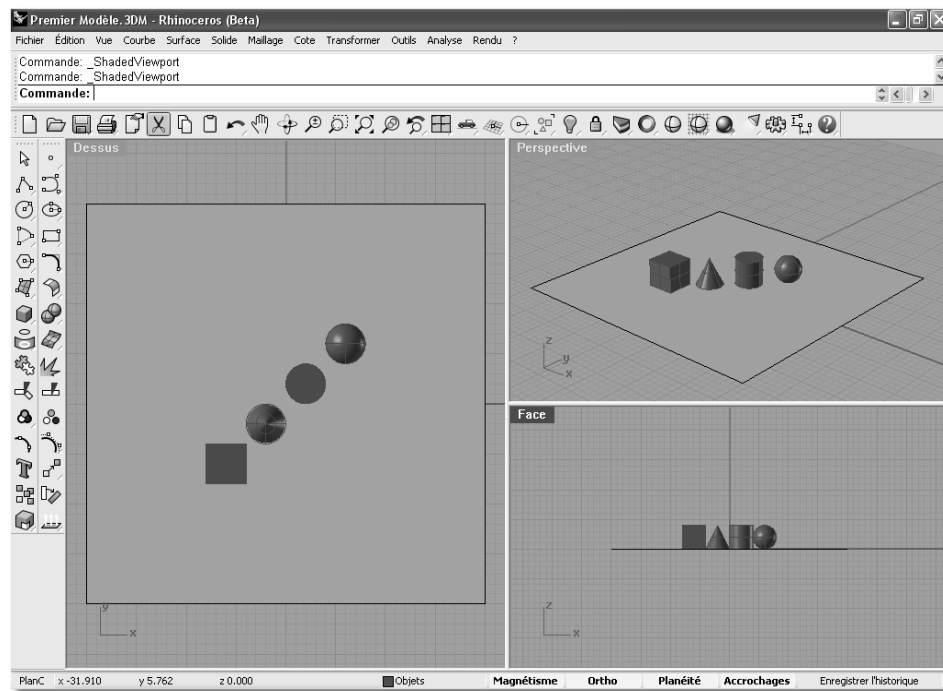 Premier Modèle.3DM - Rhinoceros (Beta)
Fichier Édition Vue Courbe Surface Solide Maillage Cote Transformer Outils Analyse Rendu ?
Commande: _ShadedViewport
Commande: _ShadedViewport
Commande:
Dessus
Perspective
z
y
x
Face
y
x
z
x
PlanC x -31.910 y 5.762 z 0.000 Objets Magnétisme Ortho Planéité Accrochages Enregistrer l'historique